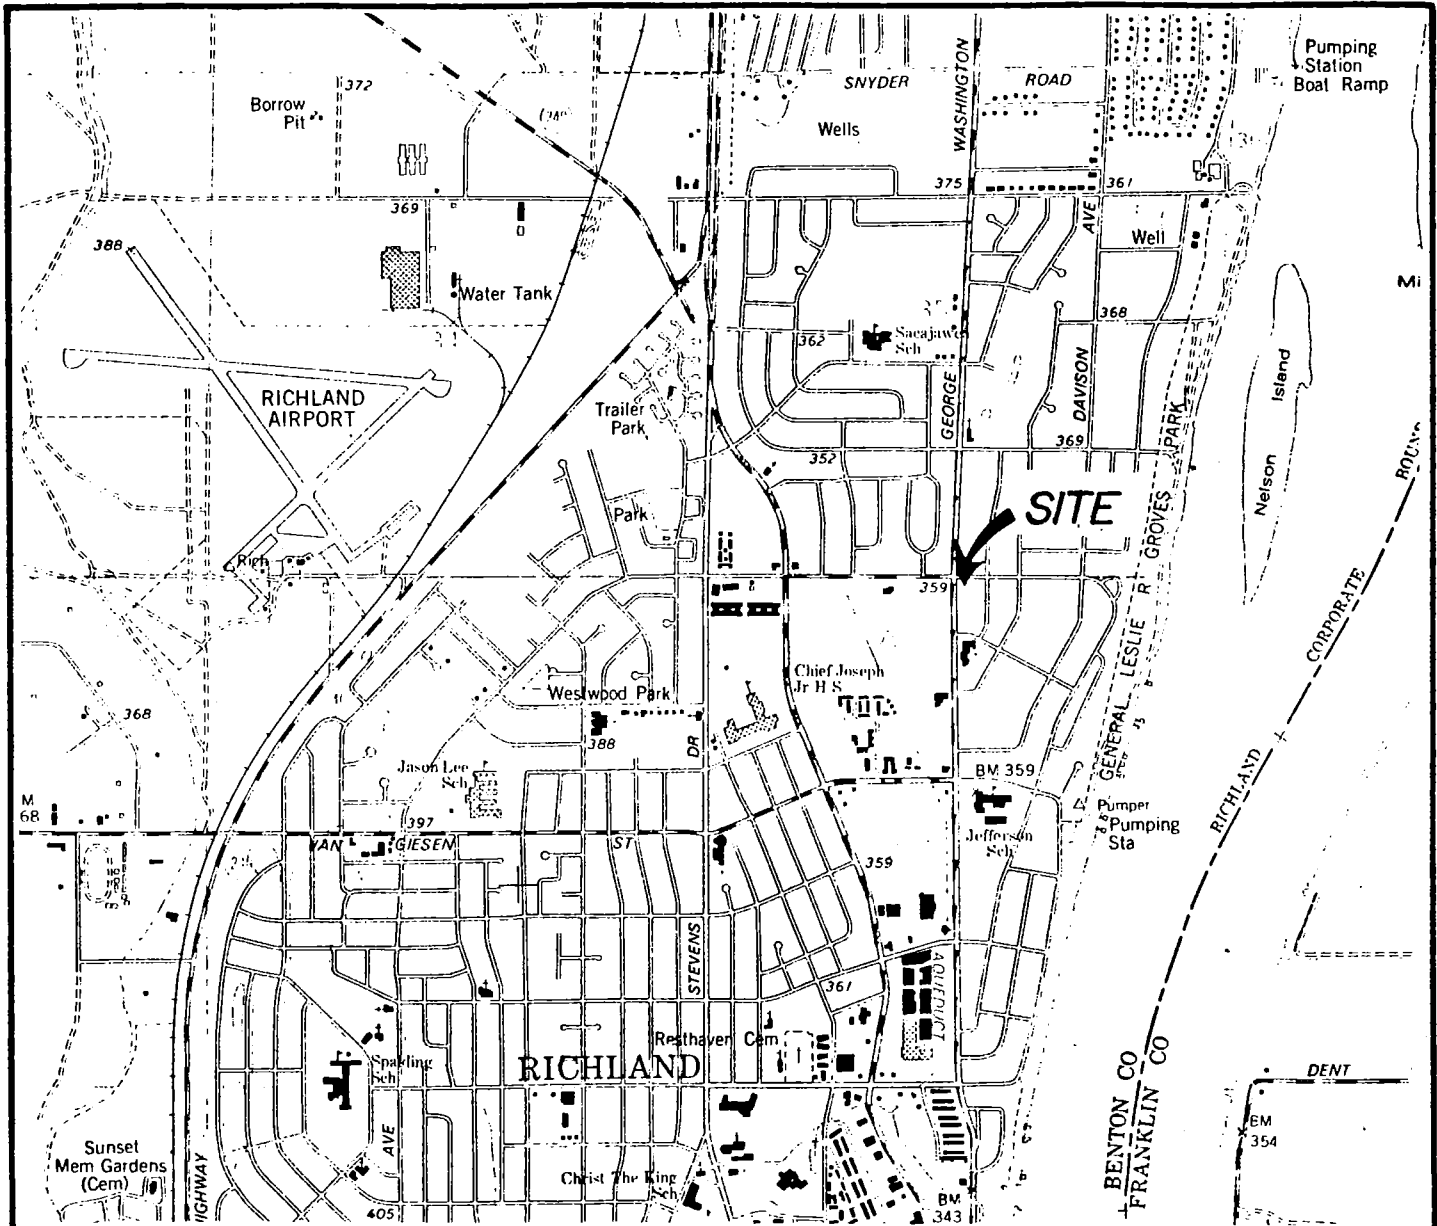 Pumping
Station
Boat Ramp
SNYDER
ROAD
WASHINGTON
372
Borrow
Pit
Wells
375
361
369
AVE
Well
388
Mi
Water Tank
368
362
Sacajawe
Sch
RICHLAND
AIRPORT
Trailer
Park
GEORGE
DAVISON
Nelson Island
PARK
369
352
BOUN
SITE
Park
GROVES
Rich
359
CORPORATE
GENERAL LESLIE R
Chief Joseph
Jr H S
Westwood Park
368
388
DR
Jason Lee
Sch
BM 359
RICHLAND
M
68
Pumper
Pumping
Sta
397
VAN GIESEN ST
Jefferson
Sch
359
STEVENS
361
AQUEDUCT
Resthaven Cem
RICHLAND
Spalding
Sch
DENT
BENTON CO
FRANKLIN CO
BM
354
Sunset
Mem Gardens
(Cem)
AVE
IGHWAY
Christ The King
Sch
405
BM
343